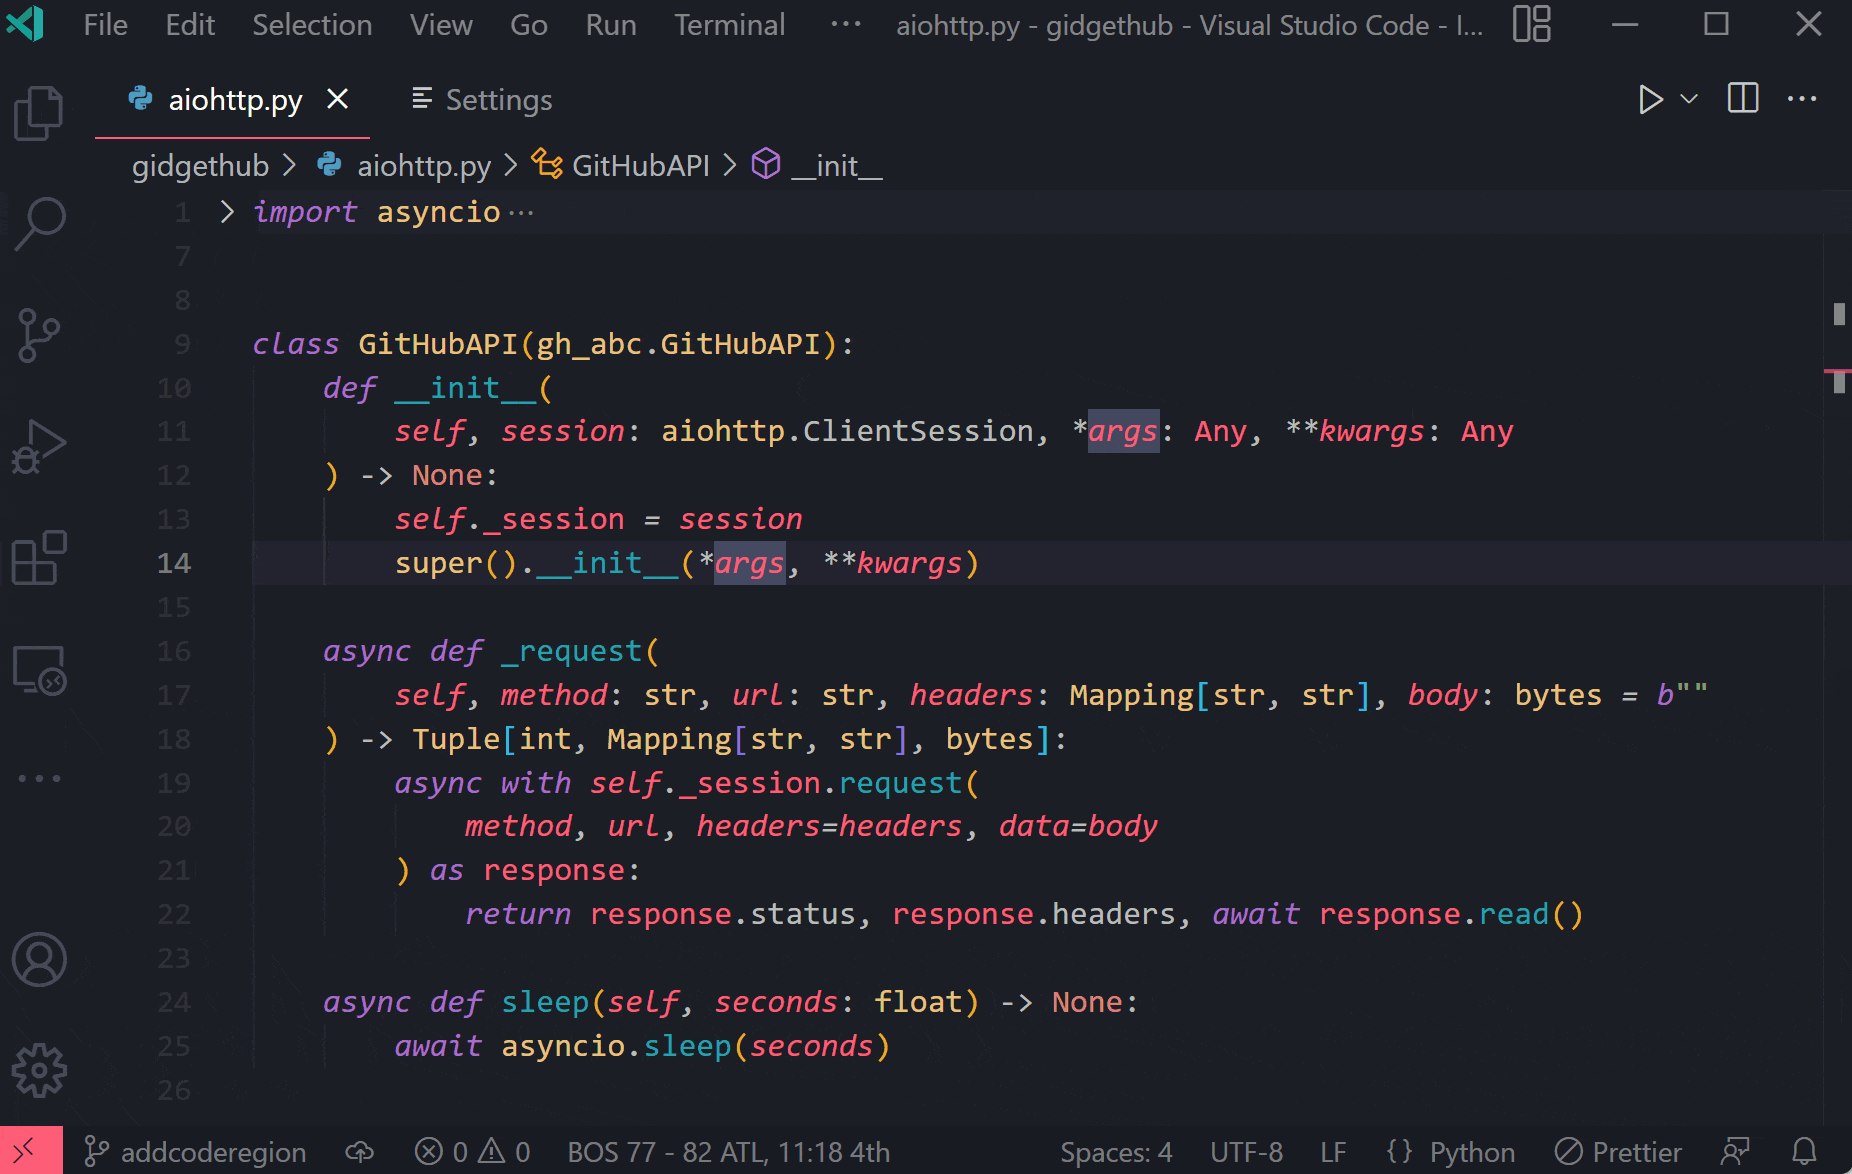 File Edit Selection View Go Run Terminal ··· aiohttp.py - gidgethub - Visual Studio Code - I...
aiohttp.py Settings
gidgethub > aiohttp.py > GitHubAPI > __init__
1 import asyncio···
7
8
9 class GitHubAPI(gh_abc.GitHubAPI):
10 def __init__(
11 self, session: aiohttp.ClientSession, *args: Any, **kwargs: Any
12 ) -> None:
13 self._session = session
14 super().__init__(*args, **kwargs)
15
16 async def _request(
17 self, method: str, url: str, headers: Mapping[str, str], body: bytes = b""
18 ) -> Tuple[int, Mapping[str, str], bytes]:
19 async with self._session.request(
20 method, url, headers=headers, data=body
21 ) as response:
22 return response.status, response.headers, await response.read()
23
24 async def sleep(self, seconds: float) -> None:
25 await asyncio.sleep(seconds)
26
addcoderegion 0 0 BOS 77 - 82 ATL, 11:18 4th Spaces: 4 UTF-8 LF {} Python Prettier